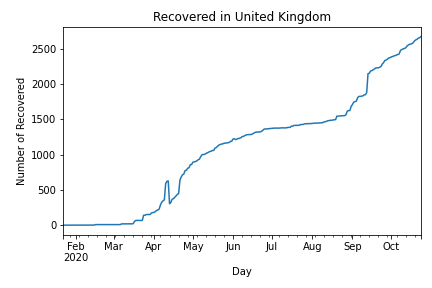 Recovered in United Kingdom
Number of Recovered
2500
2000
1500
1000
500
0
Feb Mar Apr May Jun Jul Aug Sep Oct
2020
Day